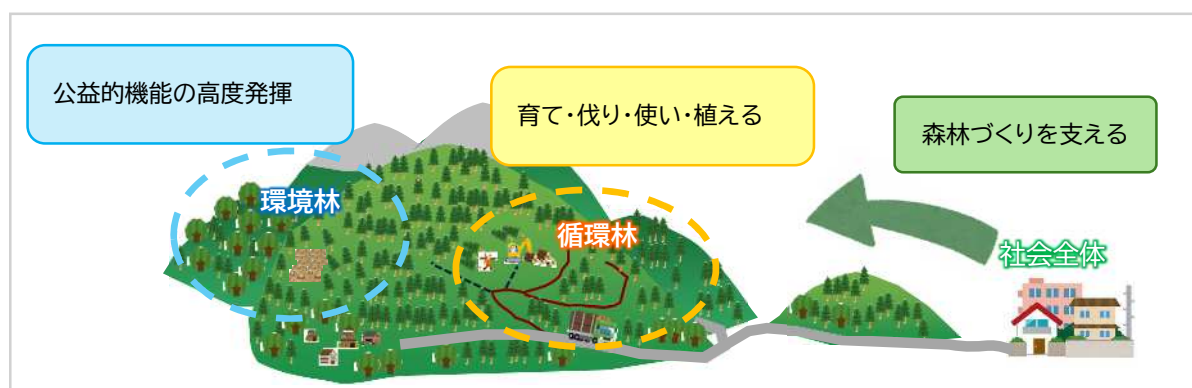 公益的機能の高度発揮
育て・伐り・使い・植える
森林づくりを支える
環境林
循環林
社会全体